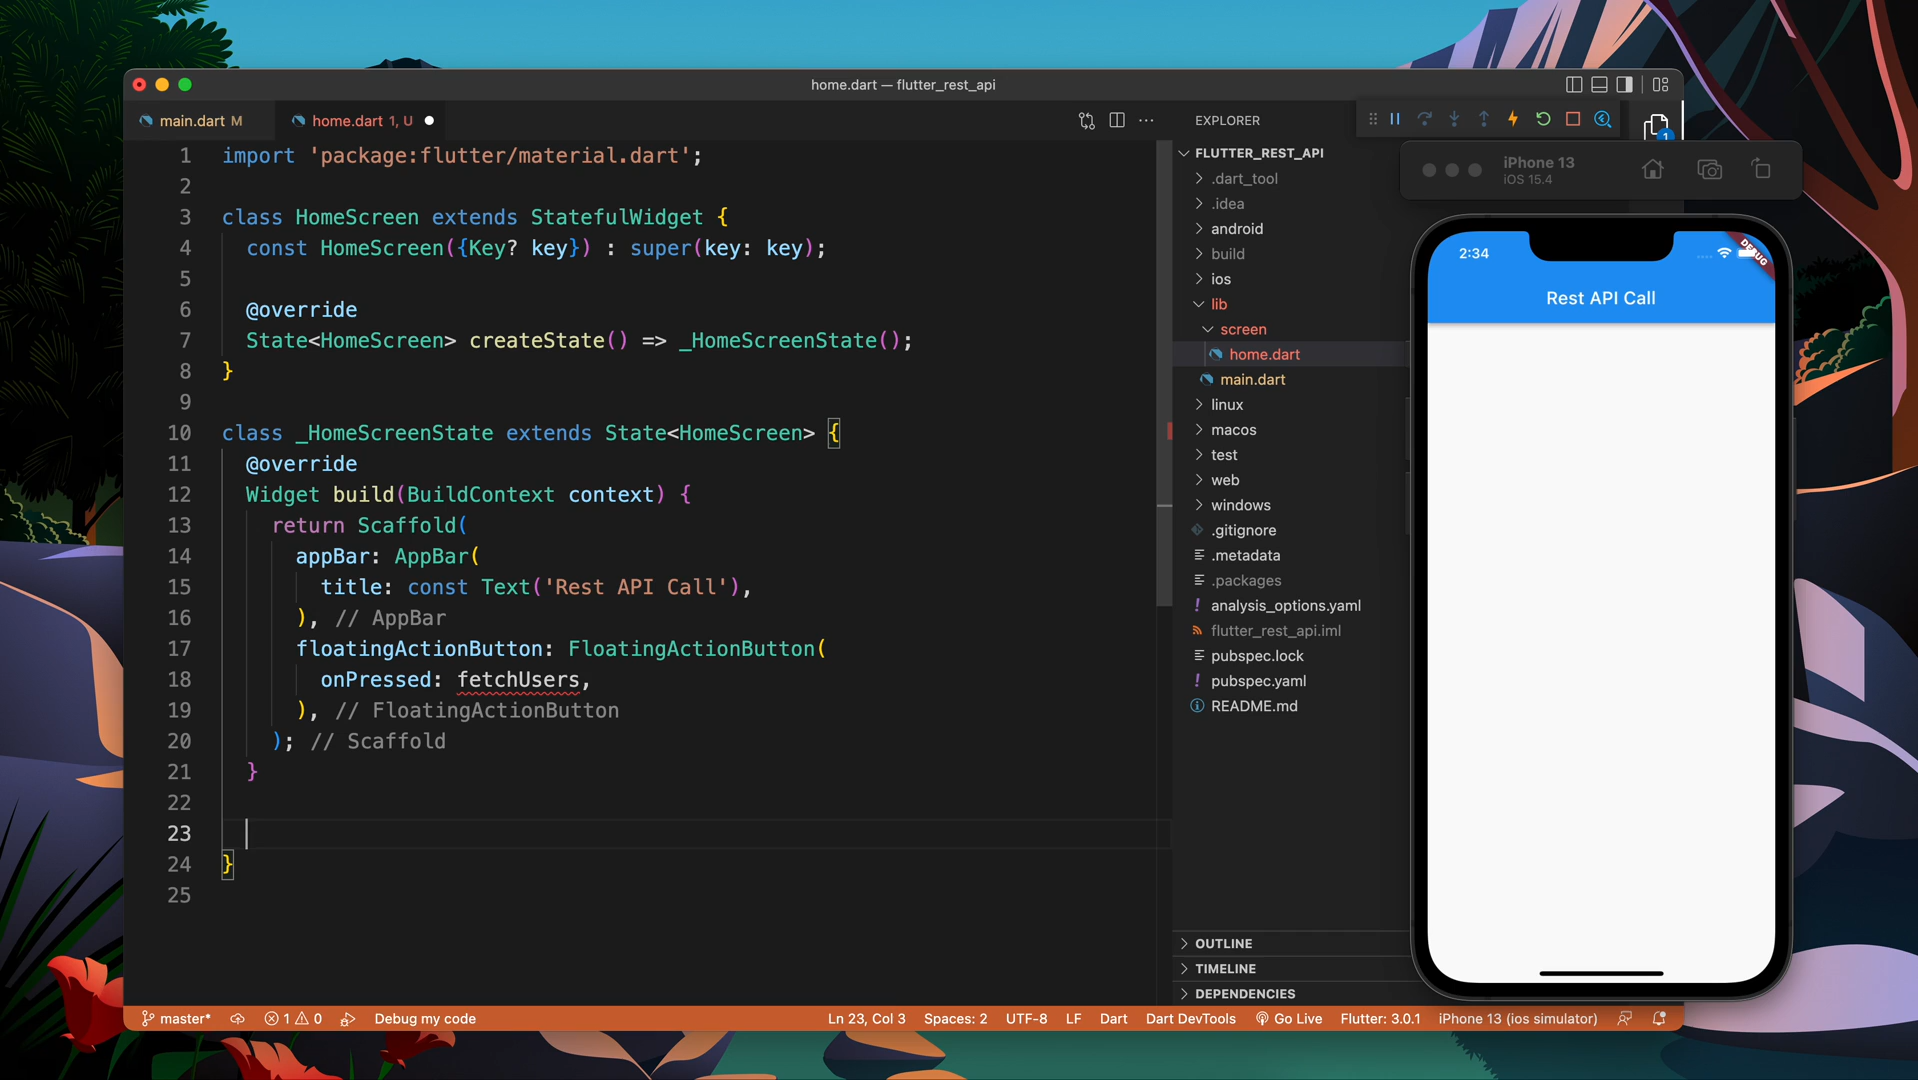 home.dart — flutter_rest_api
main.dart M
home.dart 1, U
1 import 'package:flutter/material.dart';
2
3 class HomeScreen extends StatefulWidget {
4 const HomeScreen({Key? key}) : super(key: key);
5
6 @override
7 State<HomeScreen> createState() => _HomeScreenState();
8 }
9
10 class _HomeScreenState extends State<HomeScreen> {
11 @override
12 Widget build(BuildContext context) {
13 return Scaffold(
14 appBar: AppBar(
15 title: const Text('Rest API Call'),
16 ), // AppBar
17 floatingActionButton: FloatingActionButton(
18 onPressed: fetchUsers,
19 ), // FloatingActionButton
20 ); // Scaffold
21 }
22
23
24 }
25
EXPLORER
1
FLUTTER_REST_API
.dart_tool
.idea
android
build
ios
lib
screen
home.dart
main.dart
linux
macos
test
web
windows
.gitignore
.metadata
.packages
analysis_options.yaml
flutter_rest_api.iml
pubspec.lock
pubspec.yaml
README.md
OUTLINE
TIMELINE
DEPENDENCIES
iPhone 13
iOS 15.4
2:34
DEBUG
Rest API Call
master* 1 0 Debug my code Ln 23, Col 3 Spaces: 2 UTF-8 LF Dart Dart DevTools Go Live Flutter: 3.0.1 iPhone 13 (ios simulator)